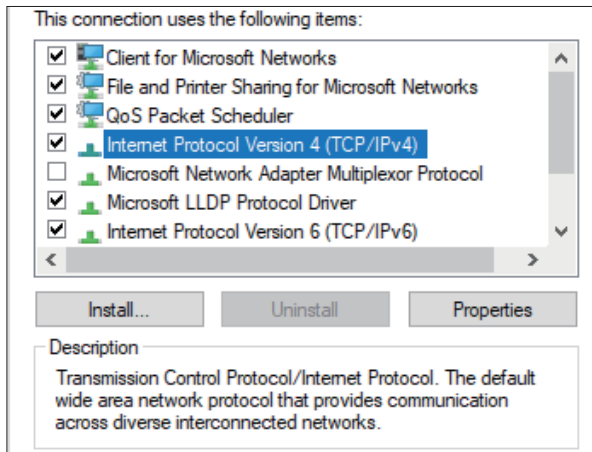 This connection uses the following items:
Client for Microsoft Networks
File and Printer Sharing for Microsoft Networks
QoS Packet Scheduler
Internet Protocol Version 4 (TCP/IPv4)
Microsoft Network Adapter Multiplexor Protocol
Microsoft LLDP Protocol Driver
Internet Protocol Version 6 (TCP/IPv6)
Install... Uninstall Properties
Description
Transmission Control Protocol/Internet Protocol. The default
wide area network protocol that provides communication
across diverse interconnected networks.